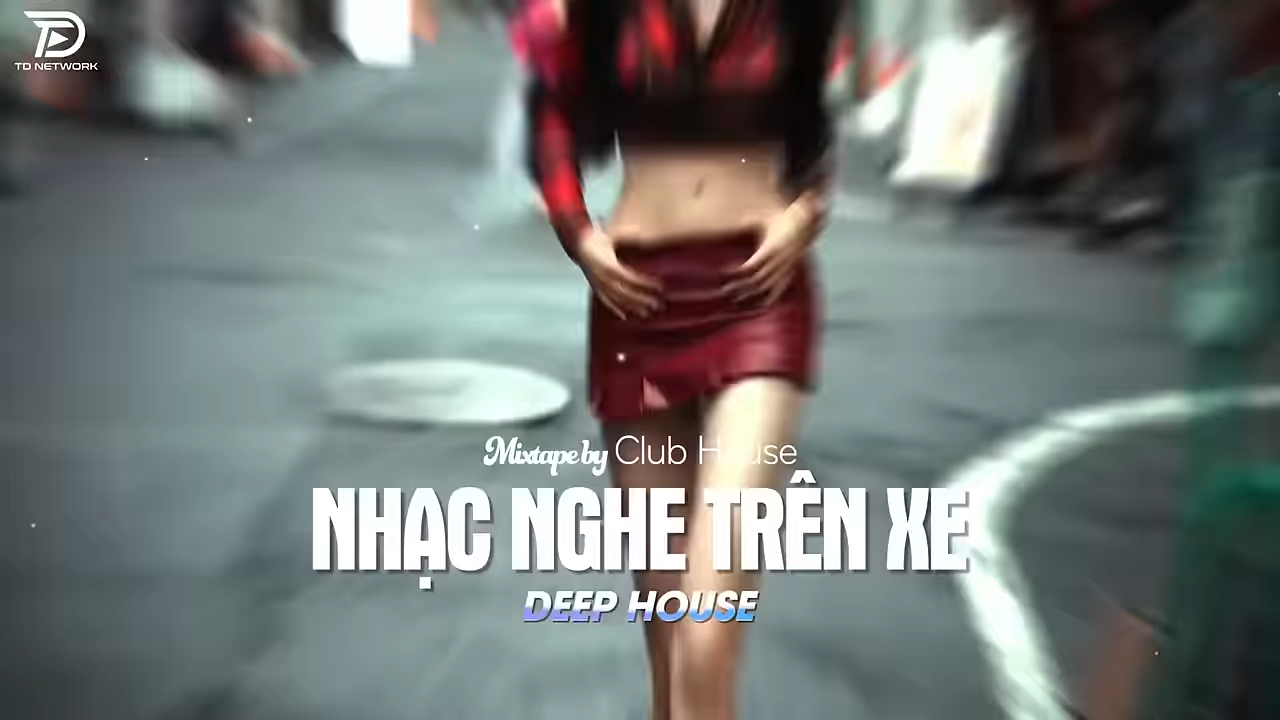 TD NETWORK
Mixtape by Club House
NHẠC NGHE TRÊN XE
DEEP HOUSE